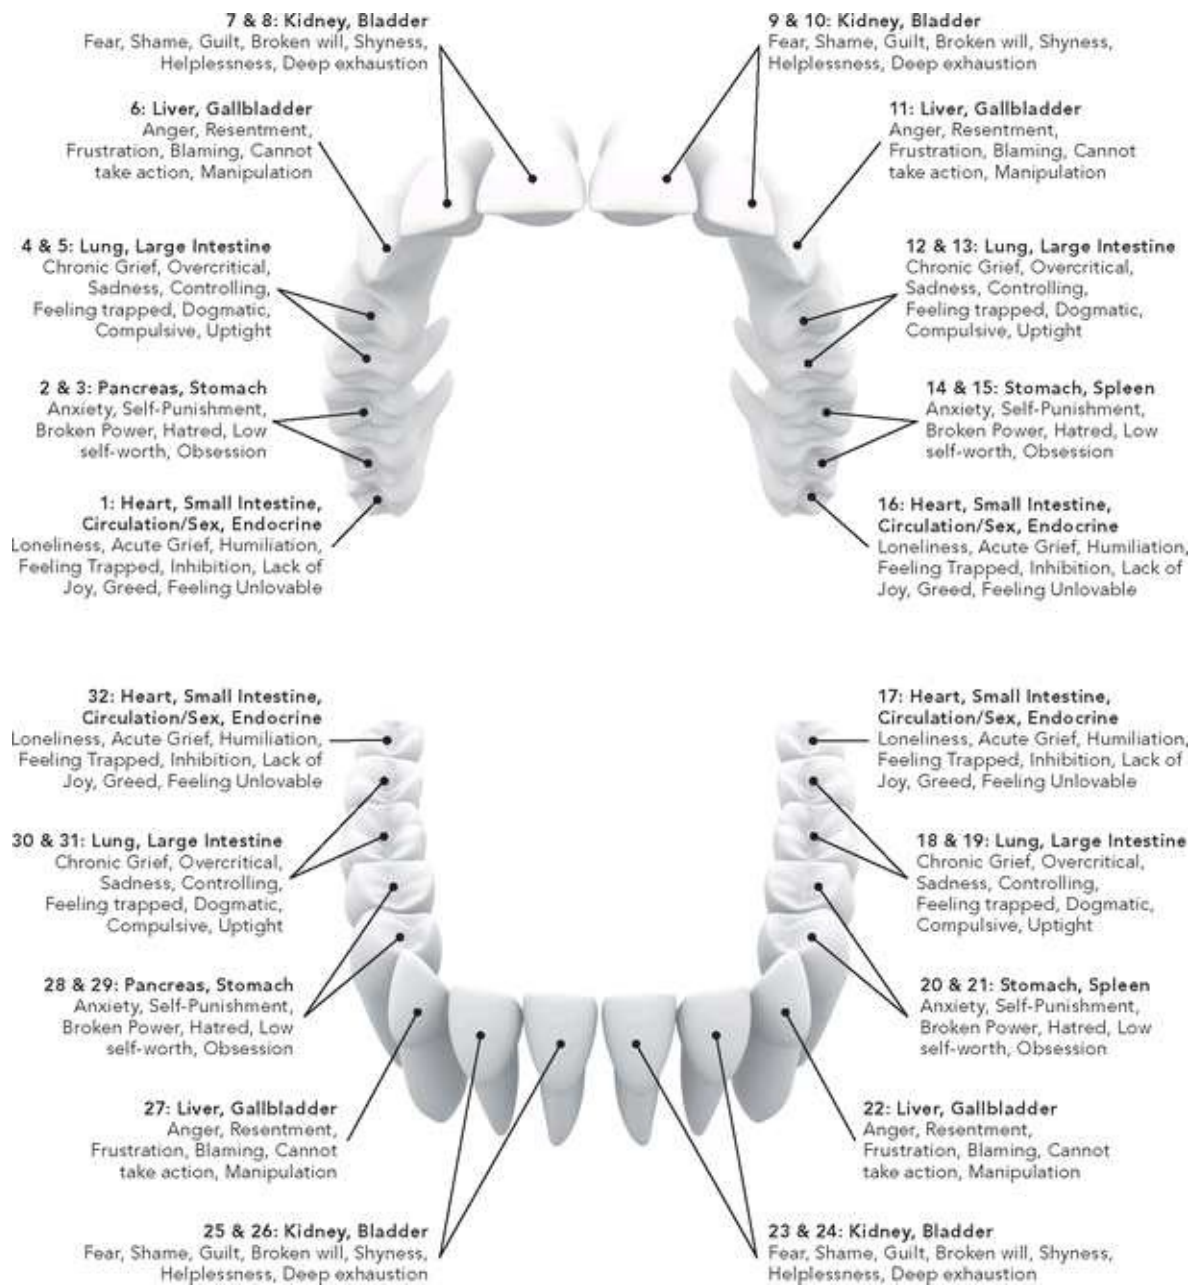 7 & 8: Kidney, Bladder
Fear, Shame, Guilt, Broken will, Shyness,
Helplessness, Deep exhaustion
9 & 10: Kidney, Bladder
Fear, Shame, Guilt, Broken will, Shyness,
Helplessness, Deep exhaustion
6: Liver, Gallbladder
Anger, Resentment,
Frustration, Blaming, Cannot
take action, Manipulation
11: Liver, Gallbladder
Anger, Resentment,
Frustration, Blaming, Cannot
take action, Manipulation
4 & 5: Lung, Large Intestine
Chronic Grief, Overcritical,
Sadness, Controlling,
Feeling trapped, Dogmatic,
Compulsive, Uptight
12 & 13: Lung, Large Intestine
Chronic Grief, Overcritical,
Sadness, Controlling,
Feeling trapped, Dogmatic,
Compulsive, Uptight
2 & 3: Pancreas, Stomach
Anxiety, Self-Punishment,
Broken Power, Hatred, Low
self-worth, Obsession
14 & 15: Stomach, Spleen
Anxiety, Self-Punishment,
Broken Power, Hatred, Low
self-worth, Obsession
1: Heart, Small Intestine,
Circulation/Sex, Endocrine
Loneliness, Acute Grief, Humiliation,
Feeling Trapped, Inhibition, Lack of
Joy, Greed, Feeling Unlovable
16: Heart, Small Intestine,
Circulation/Sex, Endocrine
Loneliness, Acute Grief, Humiliation,
Feeling Trapped, Inhibition, Lack of
Joy, Greed, Feeling Unlovable
32: Heart, Small Intestine,
Circulation/Sex, Endocrine
Loneliness, Acute Grief, Humiliation,
Feeling Trapped, Inhibition, Lack of
Joy, Greed, Feeling Unlovable
17: Heart, Small Intestine,
Circulation/Sex, Endocrine
Loneliness, Acute Grief, Humiliation,
Feeling Trapped, Inhibition, Lack of
Joy, Greed, Feeling Unlovable
30 & 31: Lung, Large Intestine
Chronic Grief, Overcritical,
Sadness, Controlling,
Feeling trapped, Dogmatic,
Compulsive, Uptight
18 & 19: Lung, Large Intestine
Chronic Grief, Overcritical,
Sadness, Controlling,
Feeling trapped, Dogmatic,
Compulsive, Uptight
28 & 29: Pancreas, Stomach
Anxiety, Self-Punishment,
Broken Power, Hatred, Low
self-worth, Obsession
20 & 21: Stomach, Spleen
Anxiety, Self-Punishment,
Broken Power, Hatred, Low
self-worth, Obsession
27: Liver, Gallbladder
Anger, Resentment,
Frustration, Blaming, Cannot
take action, Manipulation
22: Liver, Gallbladder
Anger, Resentment,
Frustration, Blaming, Cannot
take action, Manipulation
25 & 26: Kidney, Bladder
Fear, Shame, Guilt, Broken will, Shyness,
Helplessness, Deep exhaustion
23 & 24: Kidney, Bladder
Fear, Shame, Guilt, Broken will, Shyness,
Helplessness, Deep exhaustion